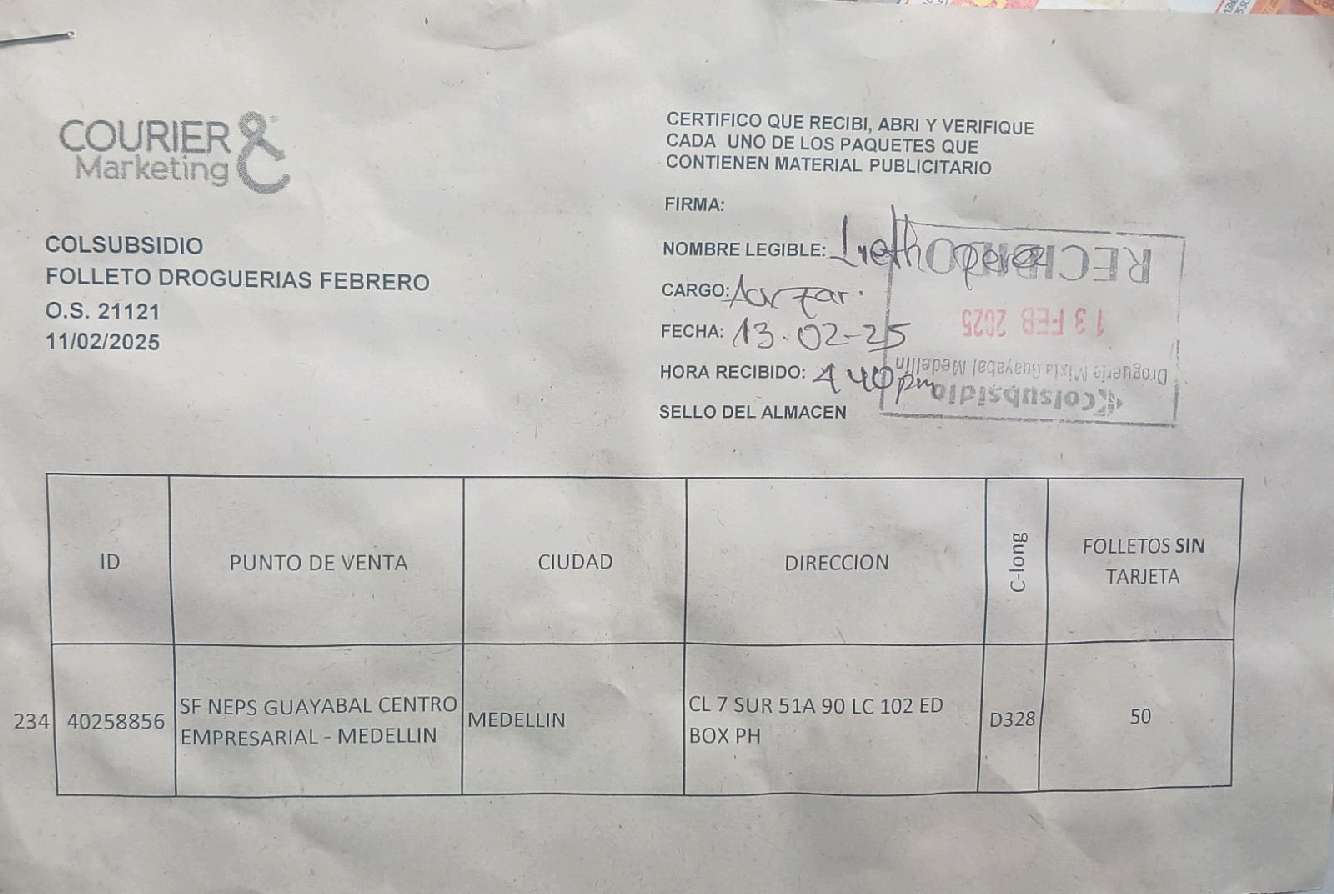 COURIER &
Marketing
COLSUBSIDIO
FOLLETO DROGUERIAS FEBRERO
O.S. 21121
11/02/2025
CERTIFICO QUE RECIBI, ABRI Y VERIFIQUE
CADA UNO DE LOS PAQUETES QUE
CONTIENEN MATERIAL PUBLICITARIO
FIRMA:
NOMBRE LEGIBLE:
CARGO:
FECHA: 13-02-25
HORA RECIBIDO: 4 40pm
SELLO DEL ALMACEN
Colsubsidio
Droguería Mixta Guayabal Medellín
13 FEB 2025
RECIBIDO
ID
PUNTO DE VENTA
CIUDAD
DIRECCION
C-long
FOLLETOS SIN
TARJETA
234
40258856
SF NEPS GUAYABAL CENTRO
EMPRESARIAL - MEDELLIN
MEDELLIN
CL 7 SUR 51A 90 LC 102 ED
BOX PH
D328
50